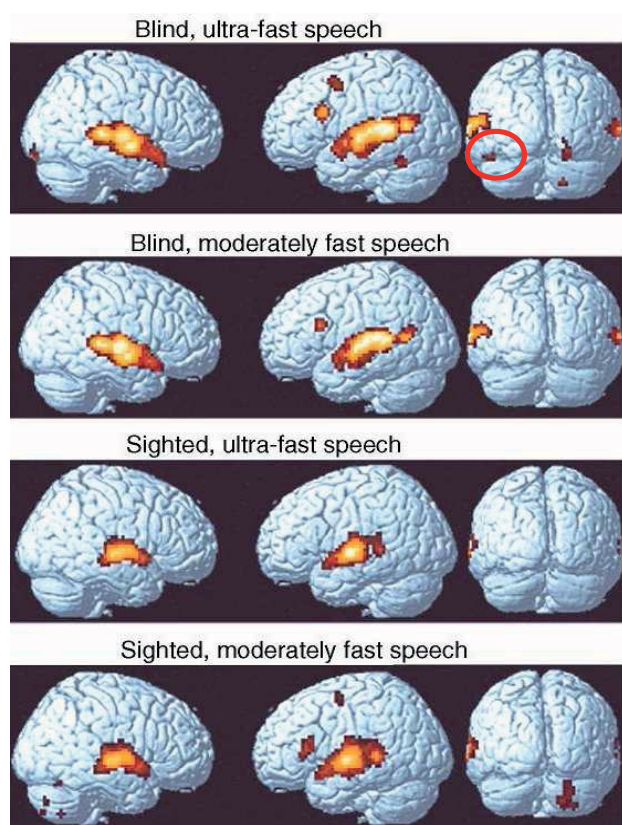 Blind, ultra-fast speech
Blind, moderately fast speech
Sighted, ultra-fast speech
Sighted, moderately fast speech